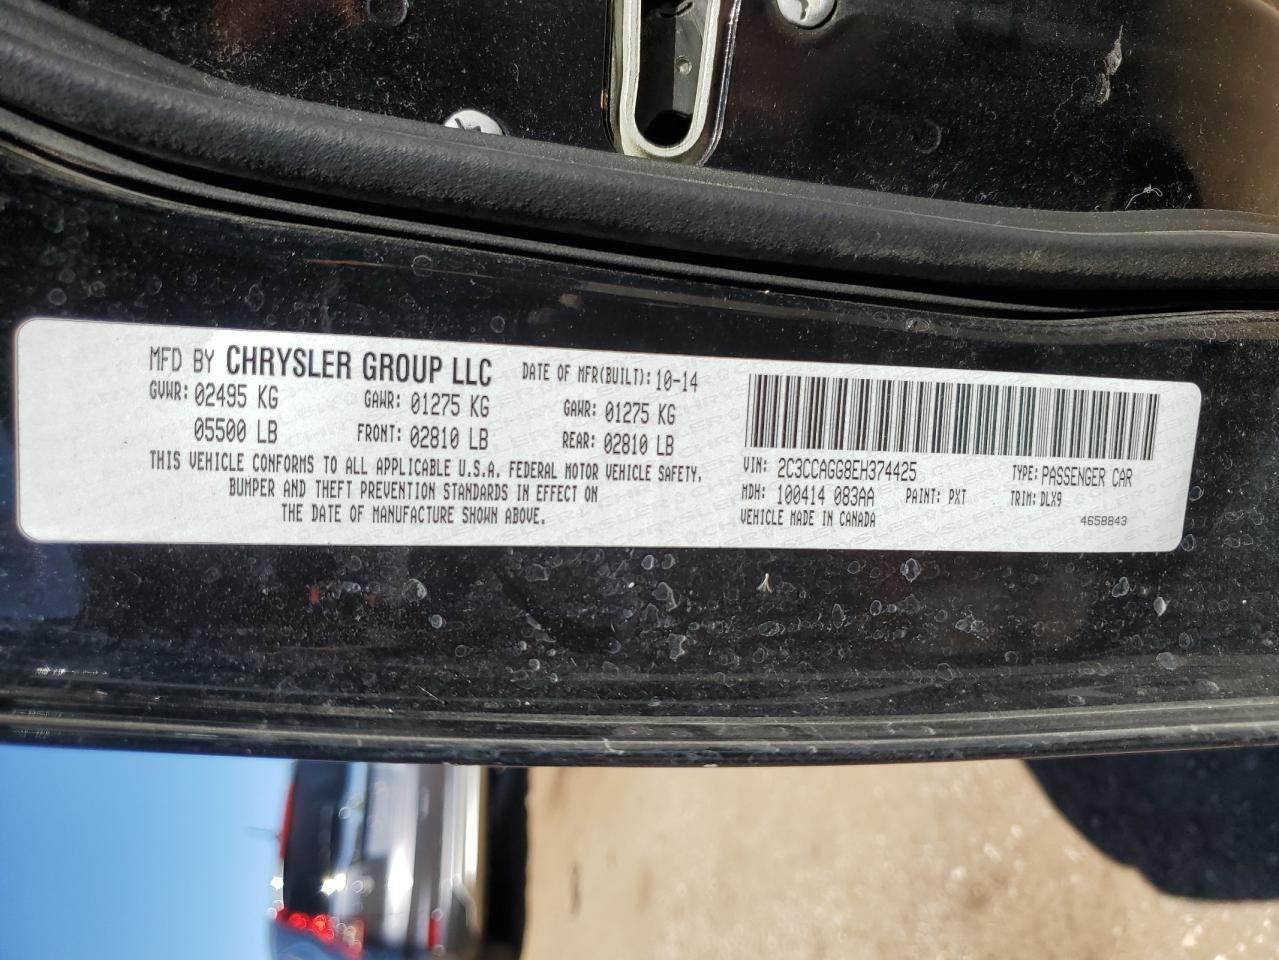 MFD BY CHRYSLER GROUP LLC DATE OF MFR(BUILT): 10-14
GVWR: 02495 KG GAWR: 01275 KG GAWR: 01275 KG
05500 LB FRONT: 02810 LB REAR: 02810 LB
THIS VEHICLE CONFORMS TO ALL APPLICABLE U.S.A. FEDERAL MOTOR VEHICLE SAFETY,
BUMPER AND THEFT PREVENTION STANDARDS IN EFFECT ON
THE DATE OF MANUFACTURE SHOWN ABOVE.
VIN: 2C3CCAGG8EH374425 TYPE: PASSENGER CAR
MDH: 100414 083AA PAINT: PXT TRIM: DLX9
VEHICLE MADE IN CANADA 4658843